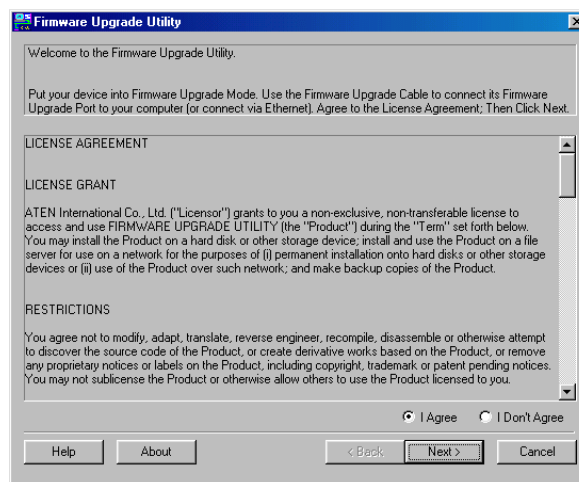 Firmware Upgrade Utility
Welcome to the Firmware Upgrade Utility.
Put your device into Firmware Upgrade Mode. Use the Firmware Upgrade Cable to connect its Firmware
Upgrade Port to your computer (or connect via Ethernet). Agree to the License Agreement; Then Click Next.
LICENSE AGREEMENT
LICENSE GRANT
ATEN International Co., Ltd. ("Licensor") grants to you a non-exclusive, non-transferable license to
access and use FIRMWARE UPGRADE UTILITY (the "Product") during the "Term" set forth below.
You may install the Product on a hard disk or other storage device; install and use the Product on a file
server for use on a network for the purposes of (i) permanent installation onto hard disks or other storage
devices or (ii) use of the Product over such network; and make backup copies of the Product.
RESTRICTIONS
You agree not to modify, adapt, translate, reverse engineer, recompile, disassemble or otherwise attempt
to discover the source code of the Product, or create derivative works based on the Product, or remove
any proprietary notices or labels on the Product, including copyright, trademark or patent pending notices.
You may not sublicense the Product or otherwise allow others to use the Product licensed to you.
I Agree I Don't Agree
Help About < Back Next > Cancel